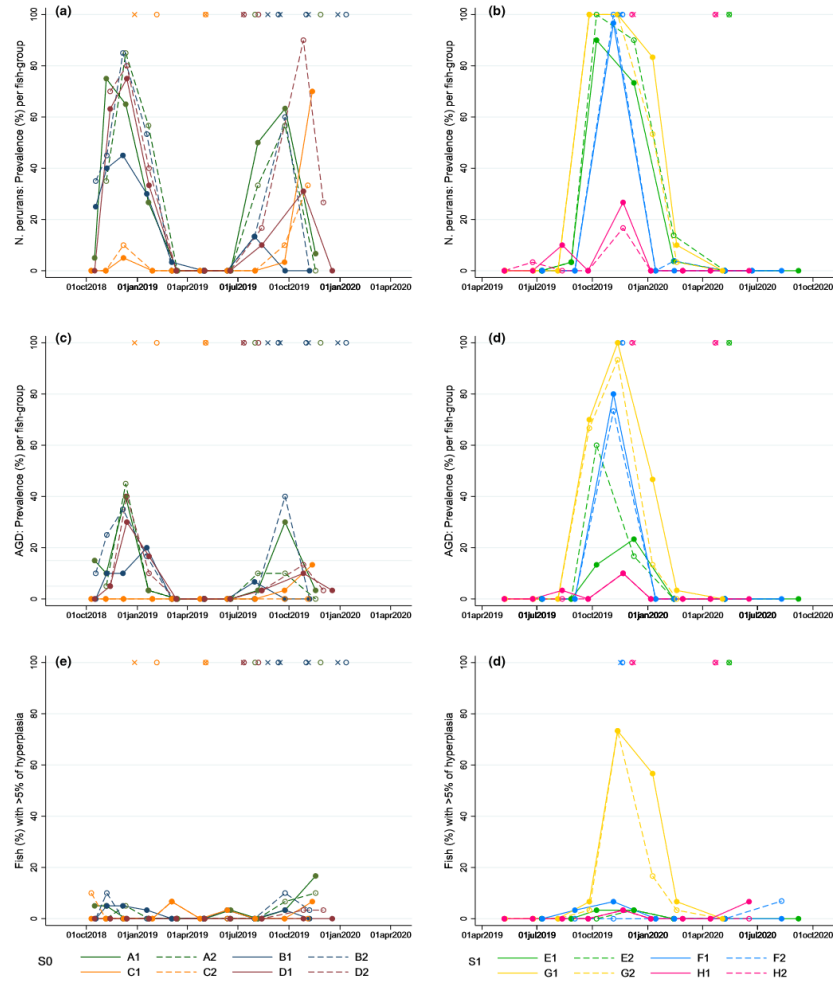 (a)
N. perurans: Prevalence (%) per fish-group
100
80
60
40
20
0
01oct2018 01jan2019 01apr2019 01jul2019 01oct2019 01jan2020 01apr2020
(b)
N. perurans: Prevalence (%) per fish-group
100
80
60
40
20
0
01apr2019 01jul2019 01oct2019 01jan2020 01apr2020 01jul2020 01oct2020
(c)
AGD: Prevalence (%) per fish-group
100
80
60
40
20
0
01oct2018 01jan2019 01apr2019 01jul2019 01oct2019 01jan2020 01apr2020
(d)
AGD: Prevalence (%) per fish-group
100
80
60
40
20
0
01apr2019 01jul2019 01oct2019 01jan2020 01apr2020 01jul2020 01oct2020
(e)
Fish (%) with >5% of hyperplasia
100
80
60
40
20
0
01oct2018 01jan2019 01apr2019 01jul2019 01oct2019 01jan2020 01apr2020
(d)
Fish (%) with >5% of hyperplasia
100
80
60
40
20
0
01apr2019 01jul2019 01oct2019 01jan2020 01apr2020 01jul2020 01oct2020
S0 A1 A2 B1 B2
C1 C2 D1 D2
S1 E1 E2 F1 F2
G1 G2 H1 H2